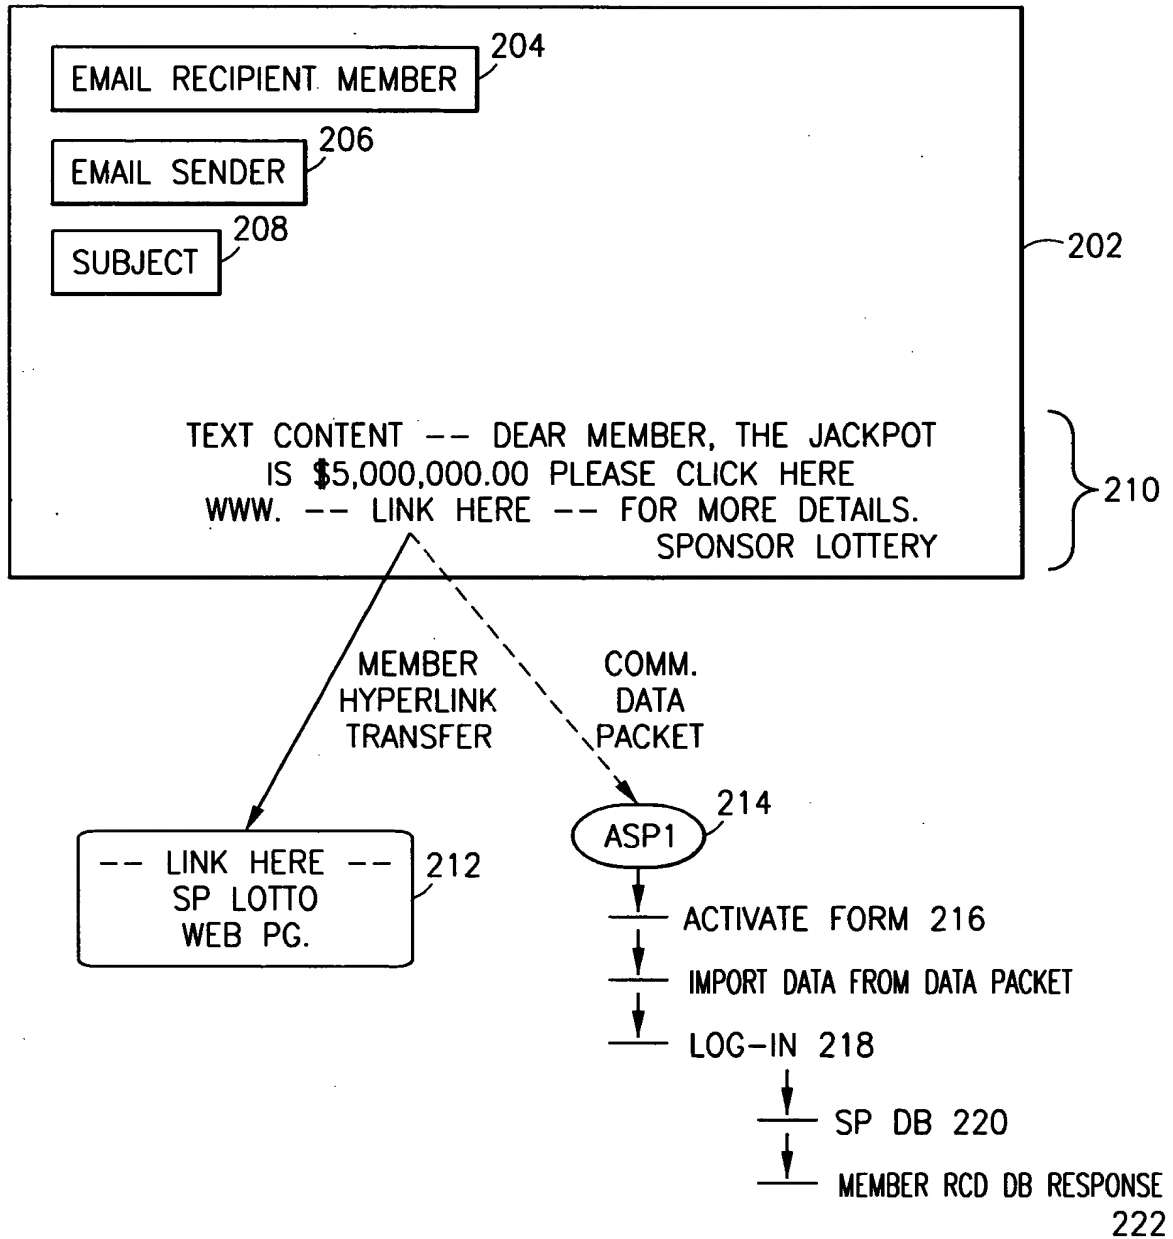 204
EMAIL RECIPIENT MEMBER
206
EMAIL SENDER
208
SUBJECT
202
TEXT CONTENT -- DEAR MEMBER, THE JACKPOT
IS $5,000,000.00 PLEASE CLICK HERE
WWW. -- LINK HERE -- FOR MORE DETAILS.
SPONSOR LOTTERY
210
MEMBER
HYPERLINK
TRANSFER
COMM.
DATA
PACKET
214
ASP1
-- LINK HERE --
SP LOTTO
WEB PG.
212
ACTIVATE FORM 216
IMPORT DATA FROM DATA PACKET
LOG-IN 218
SP DB 220
MEMBER RCD DB RESPONSE
222